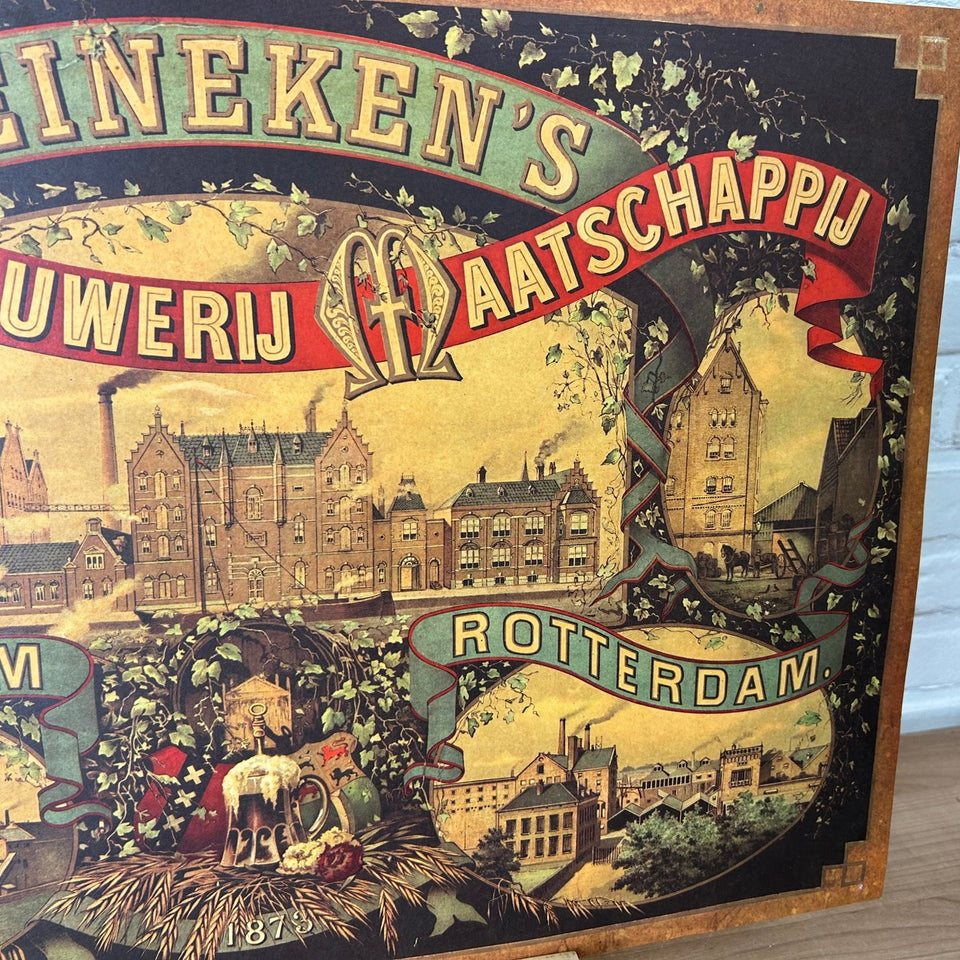 EINEKEN'S
UWERIJ MAATSCHAPPIJ
M
ROTTERDAM.
1873